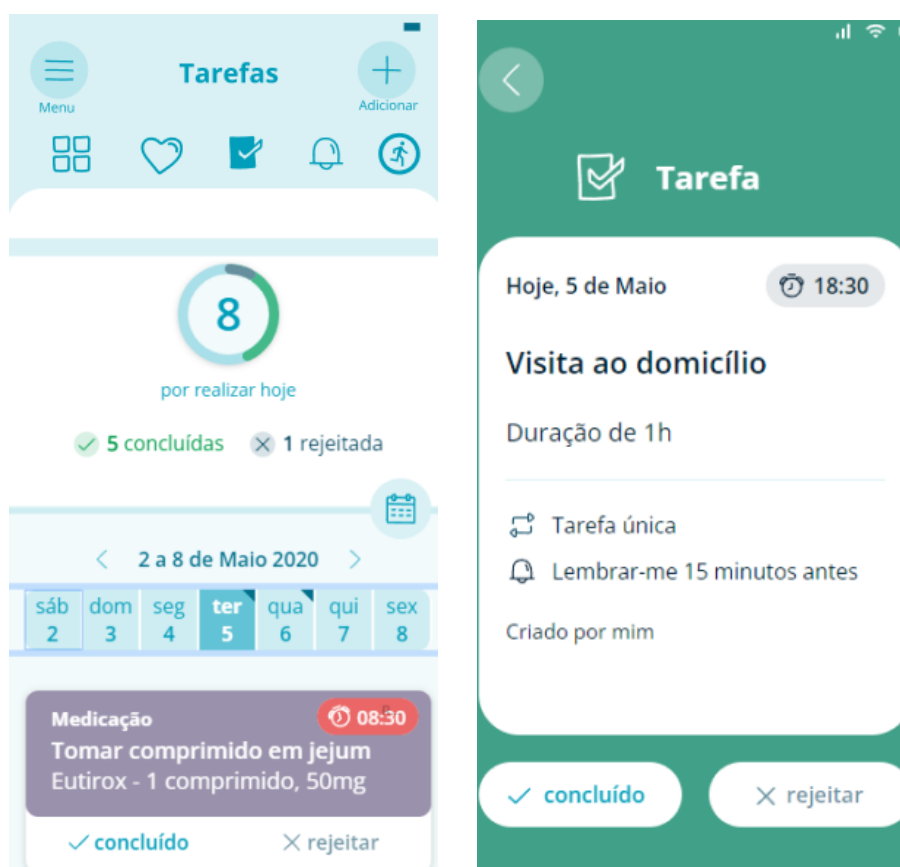 Tarefas
Menu
Adicionar
8
por realizar hoje
5 concluídas
1 rejeitada
2 a 8 de Maio 2020
sáb dom seg ter qua qui sex
2 3 4 5 6 7 8
Medicação
08:30
Tomar comprimido em jejum
Eutirox - 1 comprimido, 50mg
concluído
rejeitar
Tarefa
Hoje, 5 de Maio
18:30
Visita ao domicílio
Duração de 1h
Tarefa única
Lembrar-me 15 minutos antes
Criado por mim
concluído
rejeitar